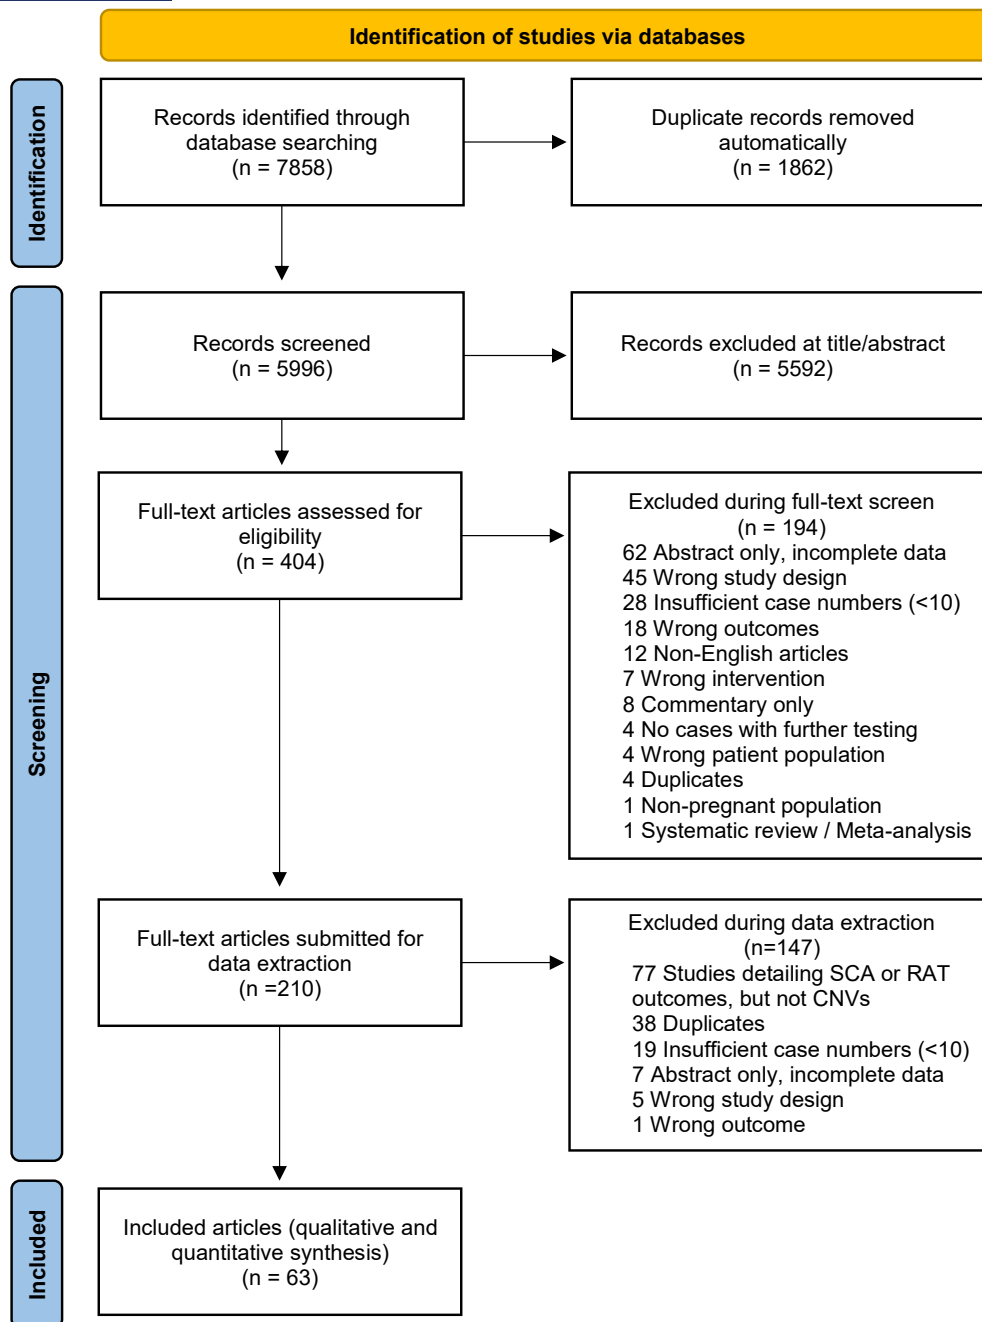 Identification of studies via databases
Identification
Records identified through
database searching
(n = 7858)
Duplicate records removed
automatically
(n = 1862)
Screening
Records screened
(n = 5996)
Records excluded at title/abstract
(n = 5592)
Full-text articles assessed for
eligibility
(n = 404)
Excluded during full-text screen
(n = 194)
62 Abstract only, incomplete data
45 Wrong study design
28 Insufficient case numbers (<10)
18 Wrong outcomes
12 Non-English articles
7 Wrong intervention
8 Commentary only
4 No cases with further testing
4 Wrong patient population
4 Duplicates
1 Non-pregnant population
1 Systematic review / Meta-analysis
Full-text articles submitted for
data extraction
(n =210)
Excluded during data extraction
(n=147)
77 Studies detailing SCA or RAT
outcomes, but not CNVs
38 Duplicates
19 Insufficient case numbers (<10)
7 Abstract only, incomplete data
5 Wrong study design
1 Wrong outcome
Included
Included articles (qualitative and
quantitative synthesis)
(n = 63)